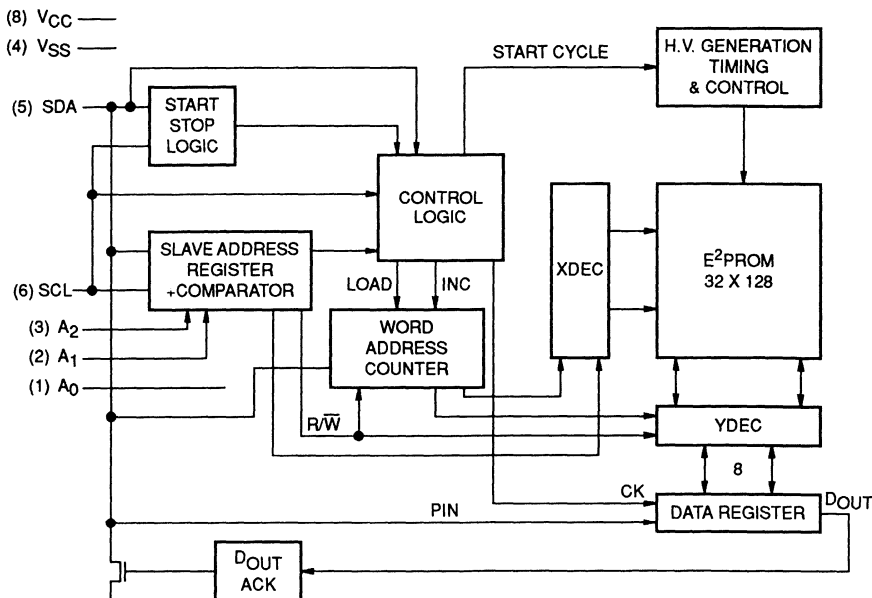 (8) VCC
(4) VSS
(5) SDA
START
STOP
LOGIC
START CYCLE
H.V. GENERATION
TIMING
& CONTROL
CONTROL
LOGIC
SLAVE ADDRESS
REGISTER
+COMPARATOR
(6) SCL
(3) A2
(2) A1
(1) A0
LOAD
INC
WORD
ADDRESS
COUNTER
XDEC
E²PROM
32 X 128
R/W̅
YDEC
8
CK
PIN
DATA REGISTER
DOUT
DOUT
ACK